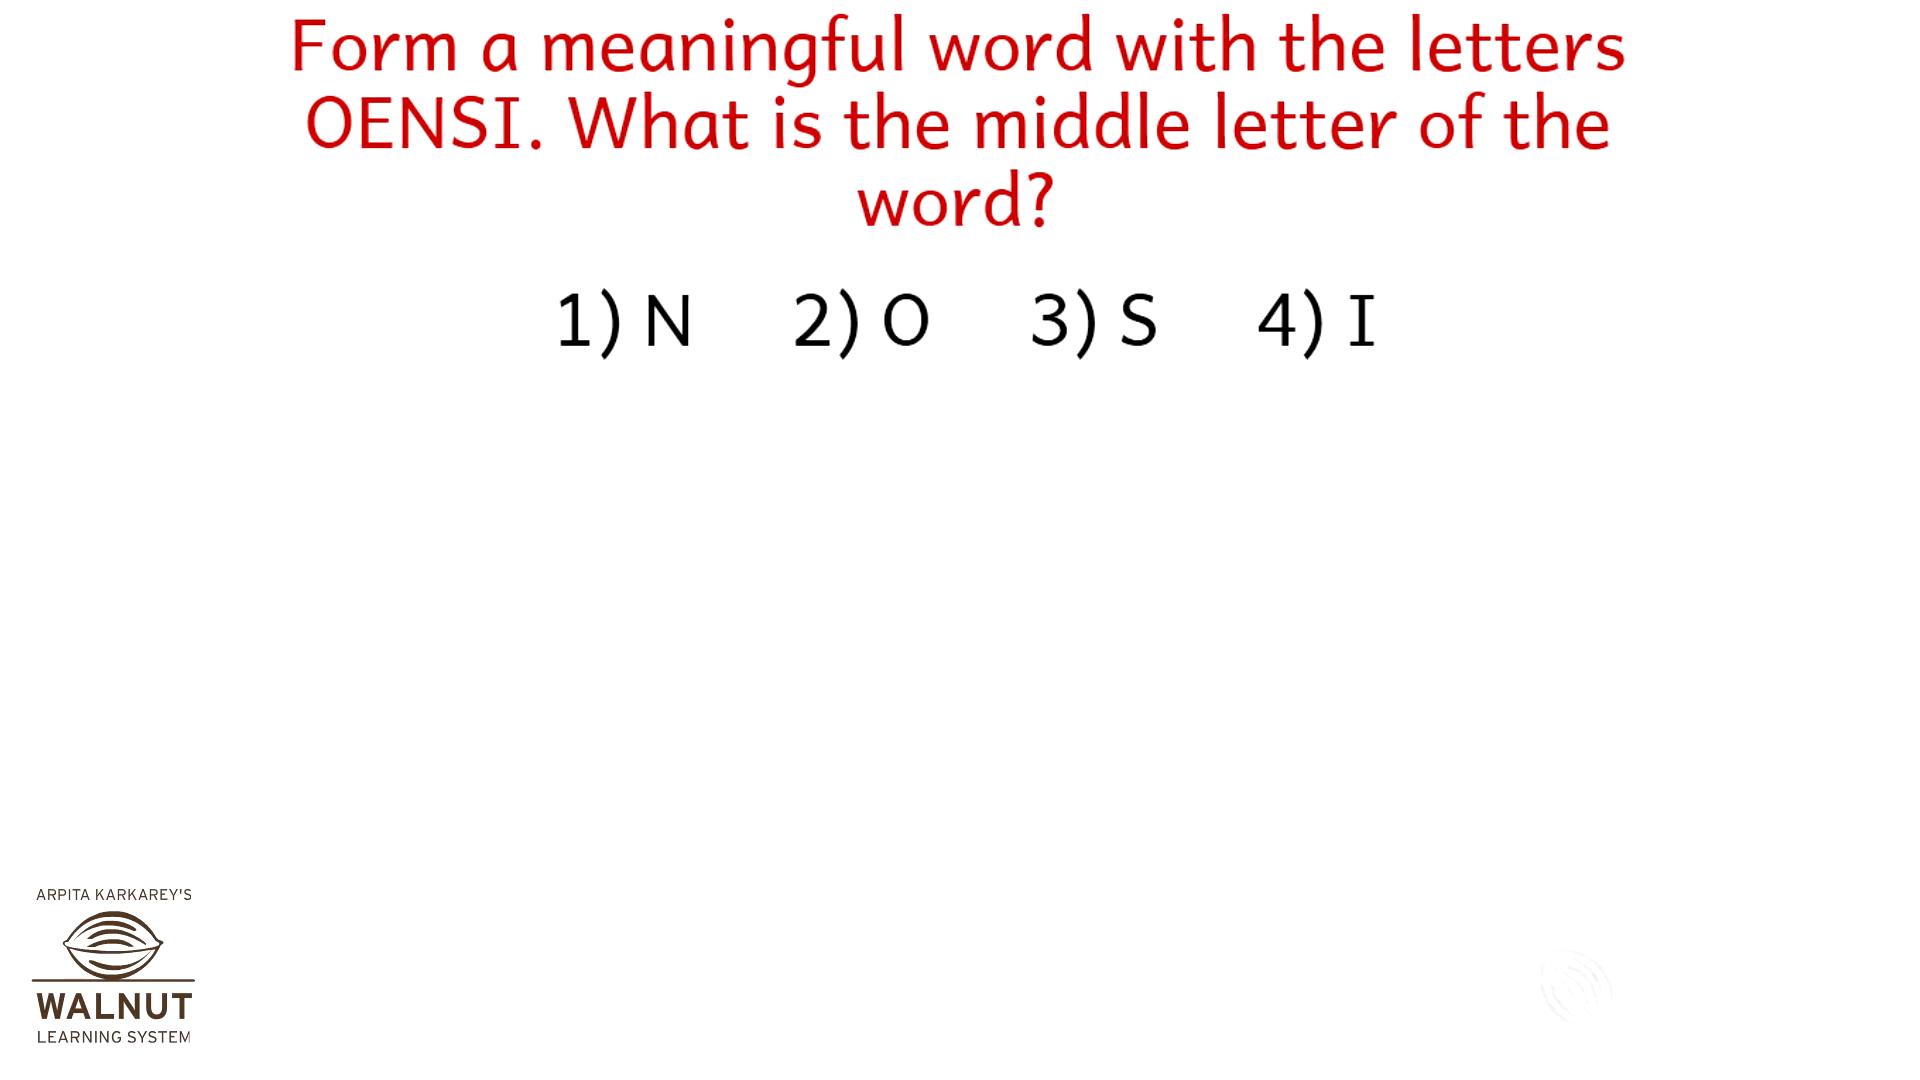 Form a meaningful word with the letters
OENSI. What is the middle letter of the
word?
1) N 2) O 3) S 4) I
ARPITA KARKAREY'S
WALNUT
LEARNING SYSTEM